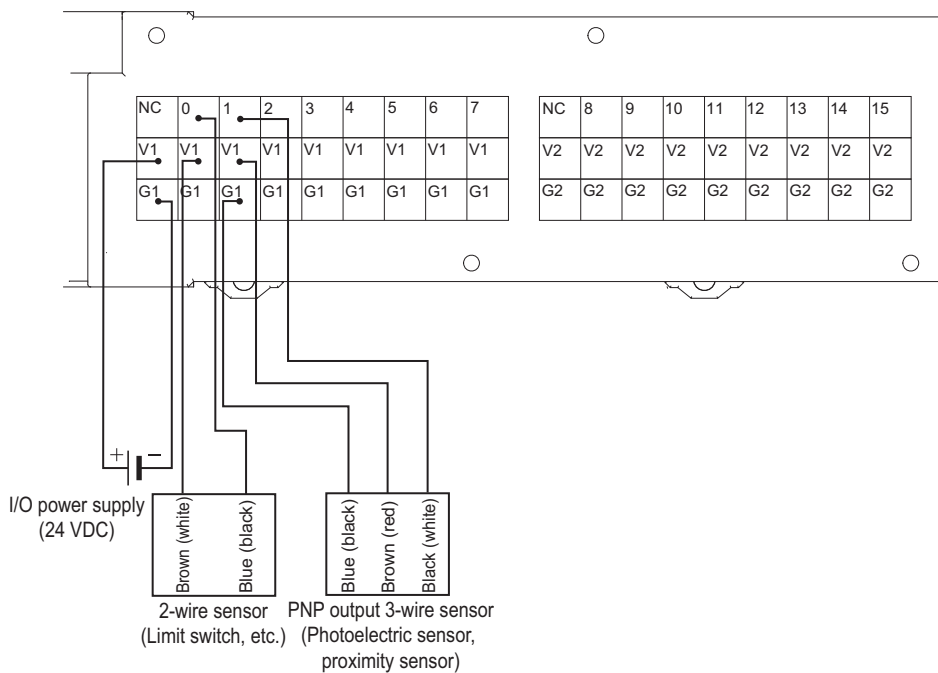 NC 0 1 2 3 4 5 6 7 NC 8 9 10 11 12 13 14 15
V1 V1 V1 V1 V1 V1 V1 V1 V1 V2 V2 V2 V2 V2 V2 V2 V2 V2
G1 G1 G1 G1 G1 G1 G1 G1 G1 G2 G2 G2 G2 G2 G2 G2 G2 G2
+ −
I/O power supply
(24 VDC)
Brown (white)
Blue (black)
2-wire sensor
(Limit switch, etc.)
Blue (black)
Brown (red)
Black (white)
PNP output 3-wire sensor
(Photoelectric sensor,
proximity sensor)